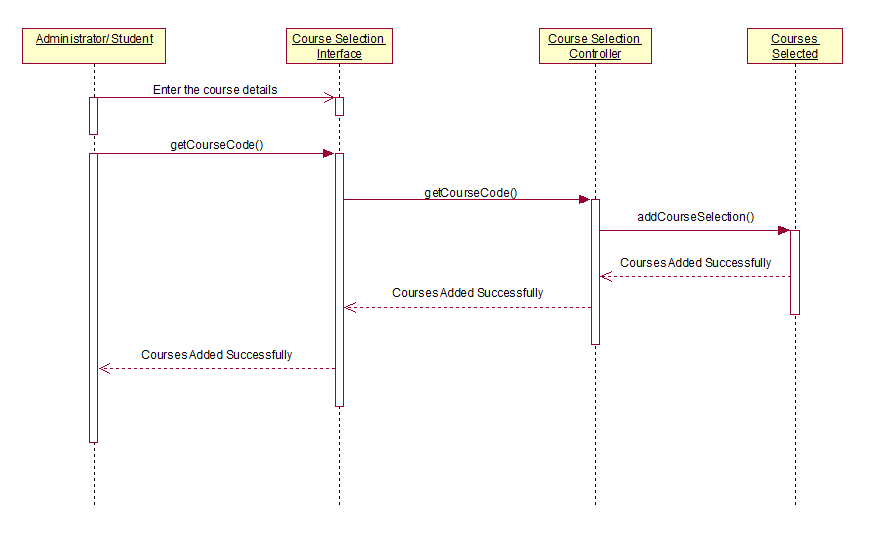 Administrator/Student
Course Selection
Interface
Course Selection
Controller
Courses
Selected
Enter the course details
getCourseCode()
getCourseCode()
addCourseSelection()
Courses Added Successfully
Courses Added Successfully
Courses Added Successfully